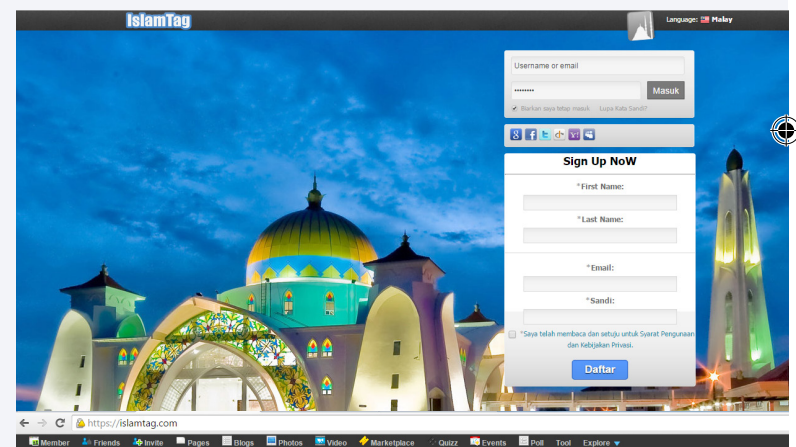 IslamTag
Language: Malay
Username or email
Masuk
Biarkan saya tetap masuk Lupa Kata Sandi?
Sign Up NoW
*First Name:
*Last Name:
*Email:
*Sandi:
*Saya telah membaca dan setuju untuk Syarat Pengunaan
dan Kebijakan Privasi.
Daftar
https://islamtag.com
Member Friends Invite Pages Blogs Photos Video Marketplace Quizz Events Poll Tool Explore